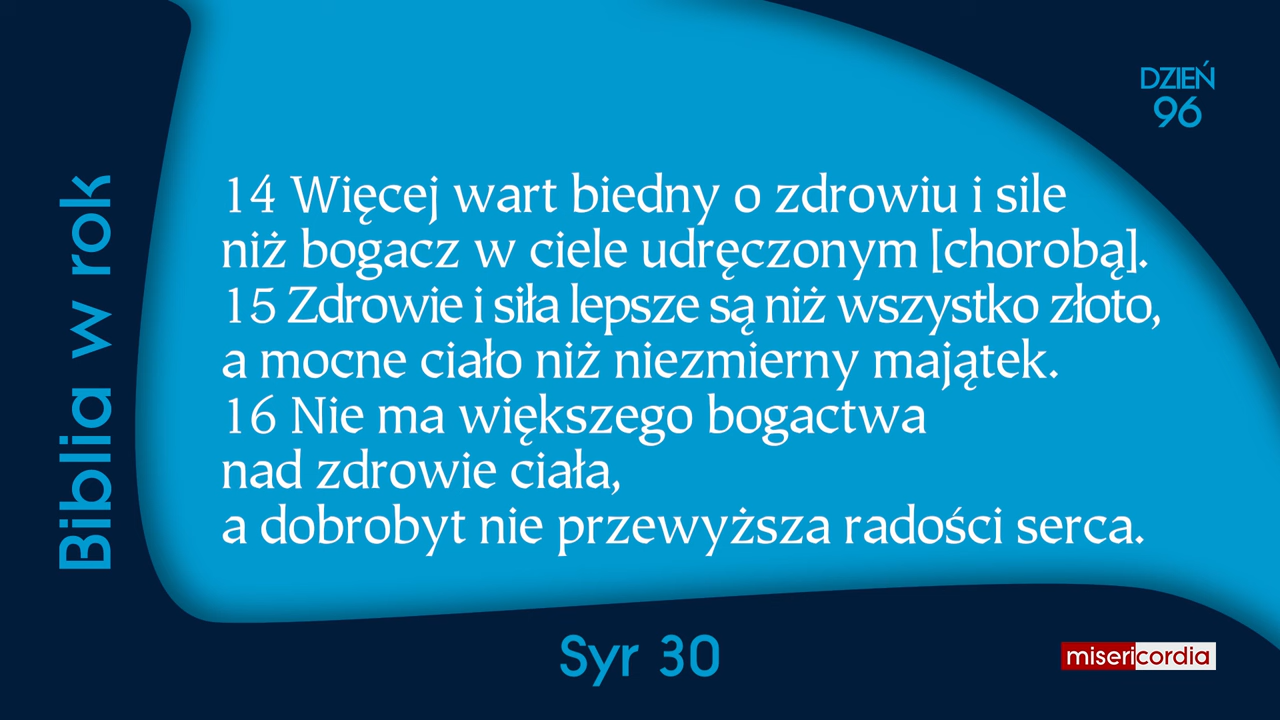 DZIEŃ
96
Biblia w rok
14 Więcej wart biedny o zdrowiu i sile
niż bogacz w ciele udręczonym [chorobą].
15 Zdrowie i siła lepsze są niż wszystko złoto,
a mocne ciało niż niezmierny majątek.
16 Nie ma większego bogactwa
nad zdrowie ciała,
a dobrobyt nie przewyższa radości serca.
Syr 30
misericordia